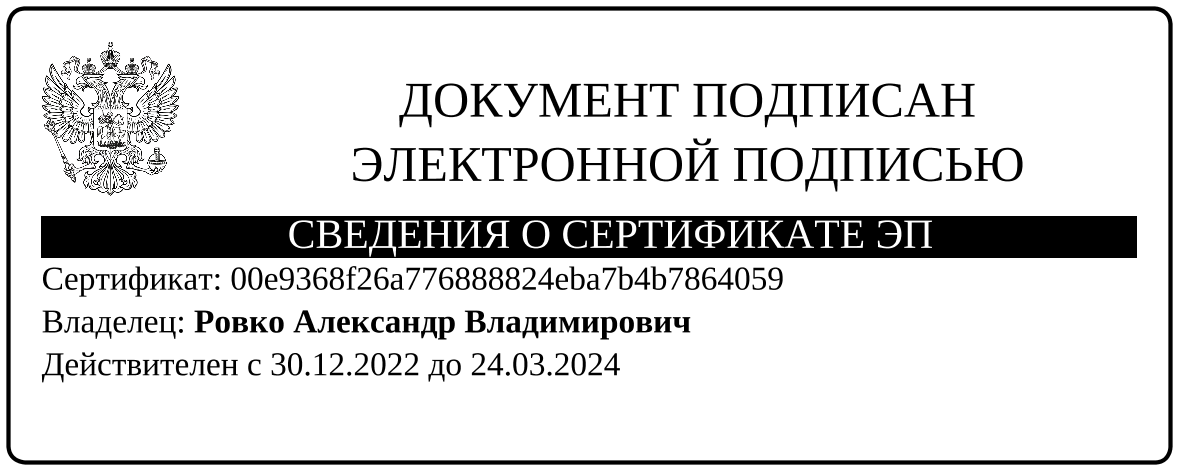 ДОКУМЕНТ ПОДПИСАН
ЭЛЕКТРОННОЙ ПОДПИСЬЮ
СВЕДЕНИЯ О СЕРТИФИКАТЕ ЭП
Сертификат: 00e9368f26a776888824eba7b4b7864059
Владелец: Ровко Александр Владимирович
Действителен с 30.12.2022 до 24.03.2024